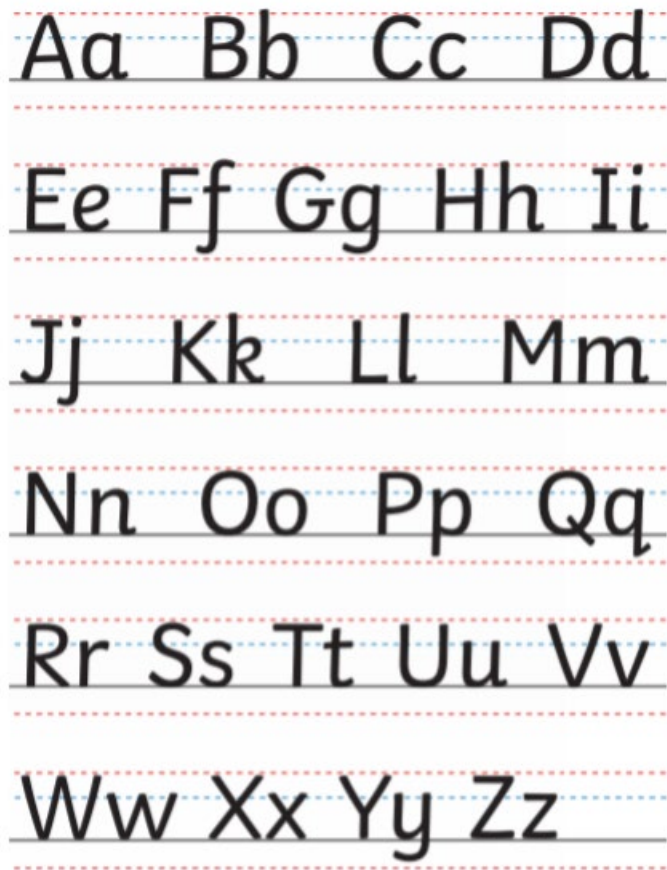 Aa Bb Cc Dd
Ee Ff Gg Hh Ii
Jj Kk Ll Mm
Nn Oo Pp Qq
Rr Ss Tt Uu Vv
Ww Xx Yy Zz